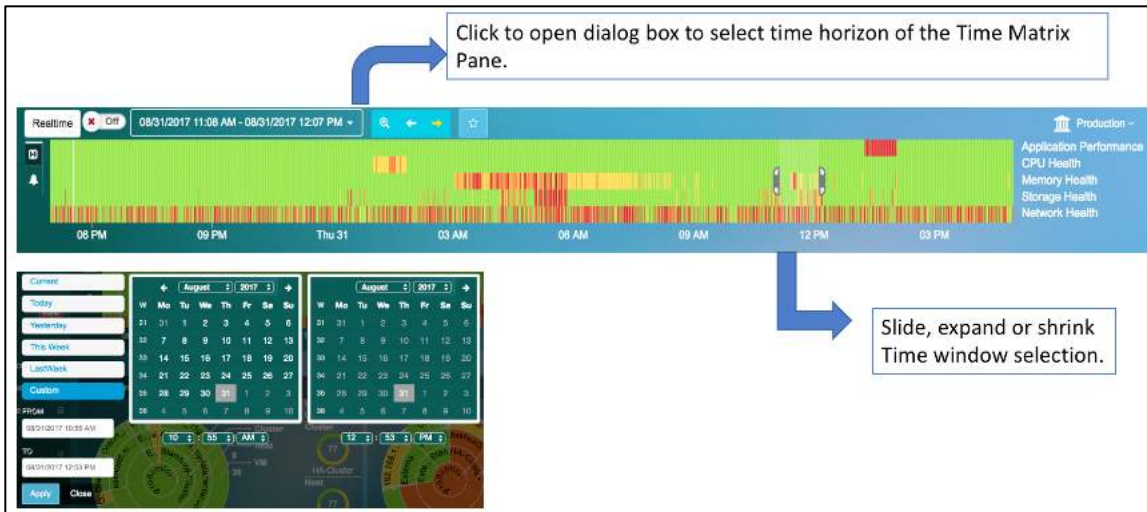 Click to open dialog box to select time horizon of the Time Matrix
Pane.
Realtime Off 08/31/2017 11:08 AM - 08/31/2017 12:07 PM Production
Application Performance
CPU Health
Memory Health
Storage Health
Network Health
06 PM 09 PM Thu 31 03 AM 06 AM 09 AM 12 PM 03 PM
Slide, expand or shrink
Time window selection.
Current
Today
Yesterday
This Week
LastWeek
Custom
FROM
08/31/2017 10:55 AM
TO
08/31/2017 12:53 PM
Apply Close
August 2017
W Mo Tu We Th Fr Sa Su
31 31 1 2 3 4 5 6
32 7 8 9 10 11 12 13
33 14 15 16 17 18 19 20
34 21 22 23 24 25 26 27
35 28 29 30 31 1 2 3
36 4 5 6 7 8 9 10
10 : 55 AM
August 2017
W Mo Tu We Th Fr Sa Su
31 31 1 2 3 4 5 6
32 7 8 9 10 11 12 13
33 14 15 16 17 18 19 20
34 21 22 23 24 25 26 27
35 28 29 30 31 1 2 3
36 4 5 6 7 8 9 10
12 : 53 PM
Cluster
VM
36
Cluster
77
HA-Cluster
Host
77